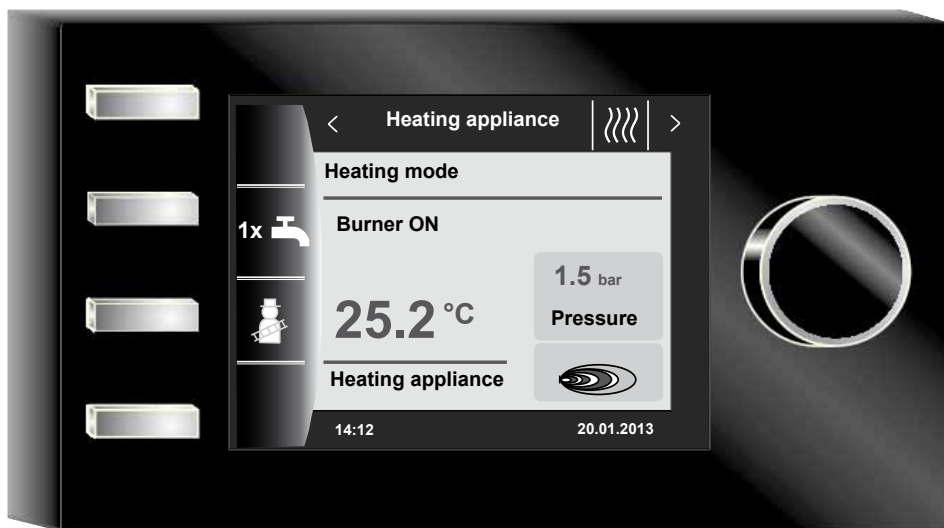 < Heating appliance >
Heating mode
1x
Burner ON
1.5 bar
25.2 °C
Pressure
Heating appliance
14:12
20.01.2013